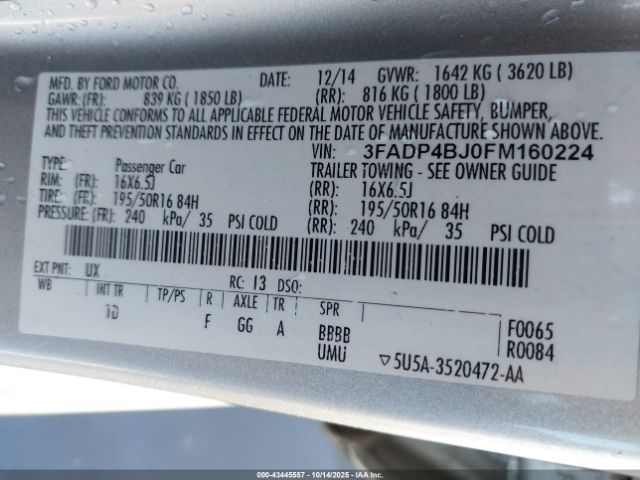 MFD. BY FORD MOTOR CO. DATE: 12/14 GVWR: 1642 KG ( 3620 LB)
GAWR:(FR): 839 KG ( 1850 LB) (RR): 816 KG ( 1800 LB)
THIS VEHICLE CONFORMS TO ALL APPLICABLE FEDERAL MOTOR VEHICLE SAFETY, BUMPER,
AND THEFT PREVENTION STANDARDS IN EFFECT ON THE DATE OF MANUFACTURE SHOWN ABOVE.
VIN: 3FADP4BJ0FM160224
TYPE: Passenger Car TRAILER TOWING - SEE OWNER GUIDE
RIM: (FR): 16X6.5J (RR): 16X6.5J
TIRE: (FR): 195/50R16 84H (RR): 195/50R16 84H
PRESSURE: (FR): 240 kPa/ 35 PSI COLD (RR): 240 kPa/ 35 PSI COLD
EXT PNT: UX RC: 13 DSO:
WB INT TR TP/PS R AXLE TR SPR
1D F GG A BBBB F0065
UMU R0084
▽5U5A-3520472-AA
000-43445557 - 10/14/2025 - IAAI.com